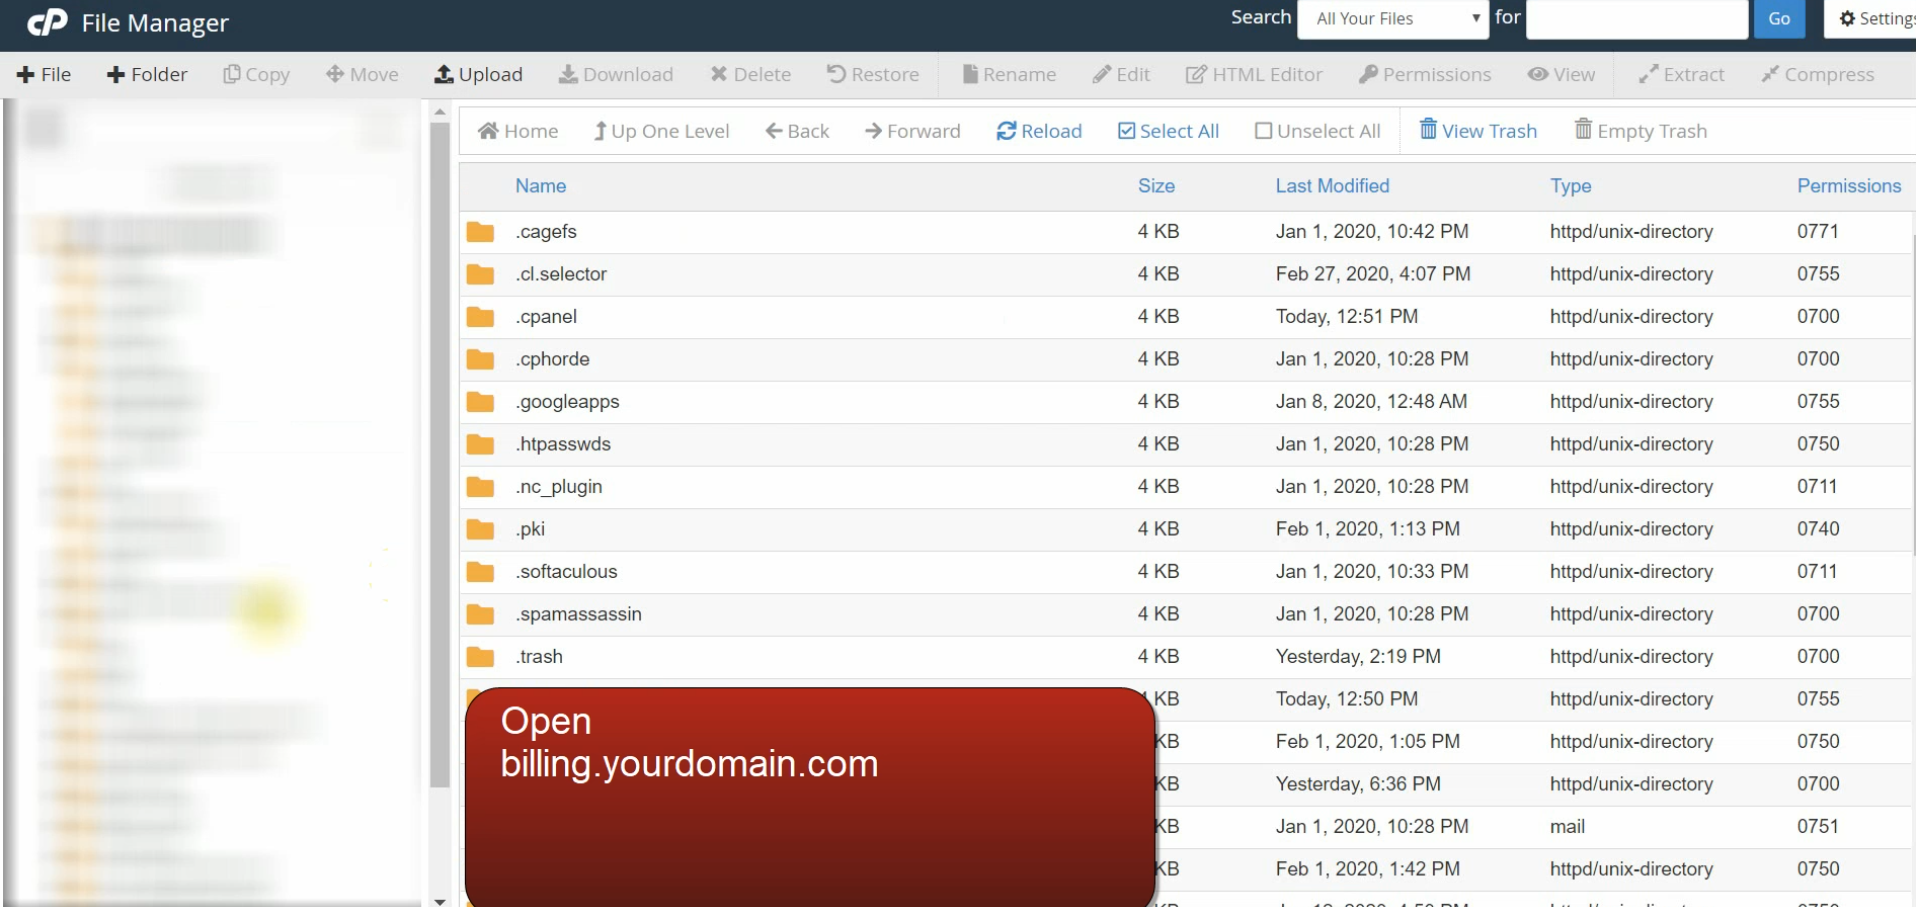 cP File Manager
Search All Your Files for Go Settings
File Folder Copy Move Upload Download Delete Restore Rename Edit HTML Editor Permissions View Extract Compress
Home Up One Level Back Forward Reload Select All Unselect All View Trash Empty Trash
Name Size Last Modified Type Permissions
.cagefs 4 KB Jan 1, 2020, 10:42 PM httpd/unix-directory 0771
.cl.selector 4 KB Feb 27, 2020, 4:07 PM httpd/unix-directory 0755
.cpanel 4 KB Today, 12:51 PM httpd/unix-directory 0700
.cphorde 4 KB Jan 1, 2020, 10:28 PM httpd/unix-directory 0700
.googleapps 4 KB Jan 8, 2020, 12:48 AM httpd/unix-directory 0755
.htpasswds 4 KB Jan 1, 2020, 10:28 PM httpd/unix-directory 0750
.nc_plugin 4 KB Jan 1, 2020, 10:28 PM httpd/unix-directory 0711
.pki 4 KB Feb 1, 2020, 1:13 PM httpd/unix-directory 0740
.softaculous 4 KB Jan 1, 2020, 10:33 PM httpd/unix-directory 0711
.spamassassin 4 KB Jan 1, 2020, 10:28 PM httpd/unix-directory 0700
.trash 4 KB Yesterday, 2:19 PM httpd/unix-directory 0700
KB Today, 12:50 PM httpd/unix-directory 0755
Open
KB Feb 1, 2020, 1:05 PM httpd/unix-directory 0750
billing.yourdomain.com
KB Yesterday, 6:36 PM httpd/unix-directory 0700
KB Jan 1, 2020, 10:28 PM mail 0751
KB Feb 1, 2020, 1:42 PM httpd/unix-directory 0750